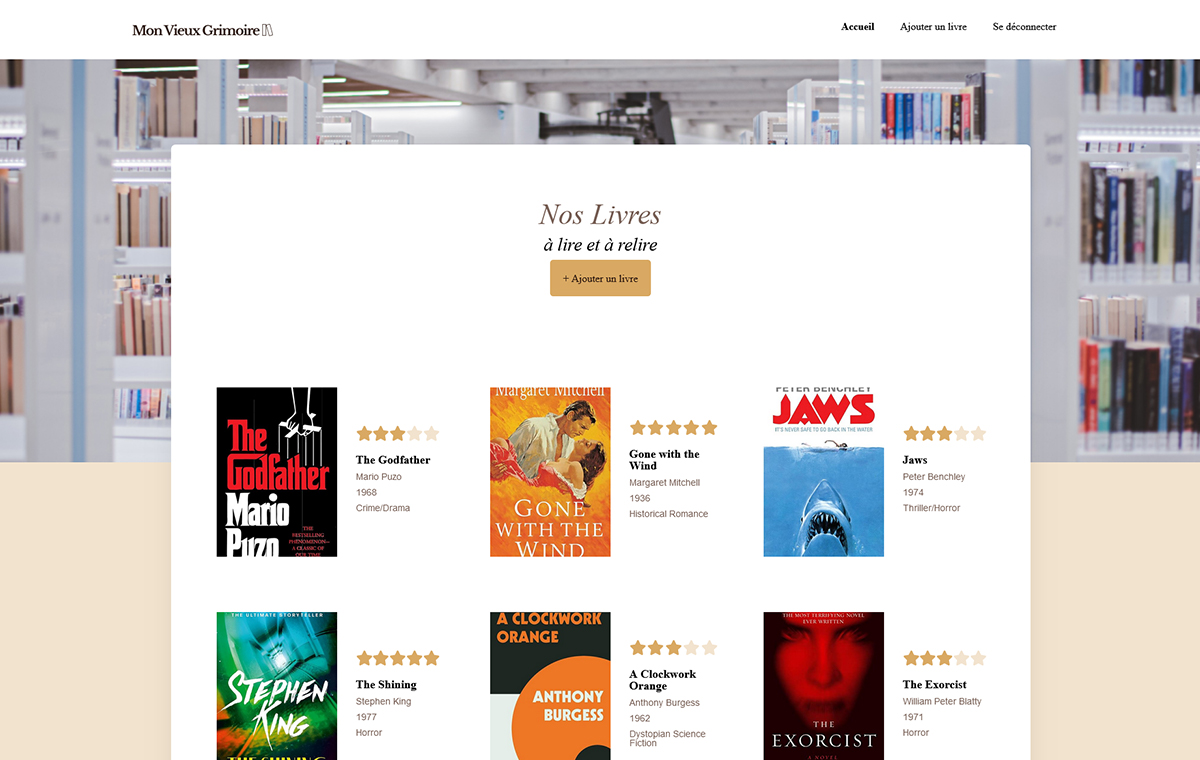 Mon Vieux Grimoire
Accueil
Ajouter un livre
Se déconnecter
Nos Livres
à lire et à relire
+ Ajouter un livre
The
Godfather
Mario
Puzo
THE
BESTSELLING
PHENOMENON—
A CLASSIC OF
OUR TIME
The Godfather
Mario Puzo
1968
Crime/Drama
Margaret Mitchell
GONE
WITH THE
WIND
Gone with the
Wind
Margaret Mitchell
1936
Historical Romance
PETER BENCHLEY
JAWS
IT'S NEVER SAFE TO GO BACK IN THE WATER
Jaws
Peter Benchley
1974
Thriller/Horror
THE ULTIMATE STORYTELLER
STEPHEN
KING
THE SHINING
The Shining
Stephen King
1977
Horror
A CLOCKWORK
ORANGE
ANTHONY
BURGESS
A Clockwork
Orange
Anthony Burgess
1962
Dystopian Science
Fiction
THE MOST TERRIFYING NOVEL
EVER WRITTEN
THE
EXORCIST
A NOVEL
The Exorcist
William Peter Blatty
1971
Horror